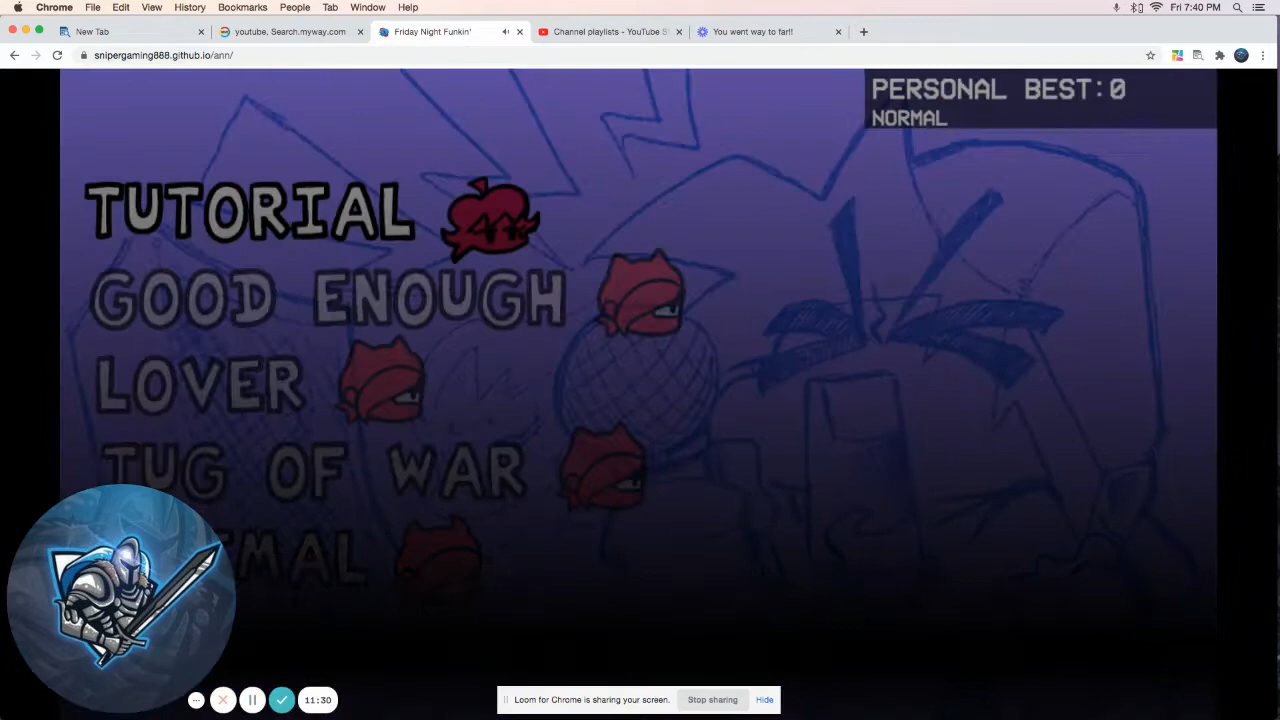 Chrome File Edit View History Bookmarks People Tab Window Help Fri 7:40 PM
New Tab youtube, Search.myway.com Friday Night Funkin' Channel playlists - YouTube S You went way to far!!
snipergaming888.github.io/ann/
PERSONAL BEST:0
NORMAL
TUTORIAL
GOOD ENOUGH
LOVER
TUG OF WAR
EMAL
11:30
Loom for Chrome is sharing your screen. Stop sharing Hide